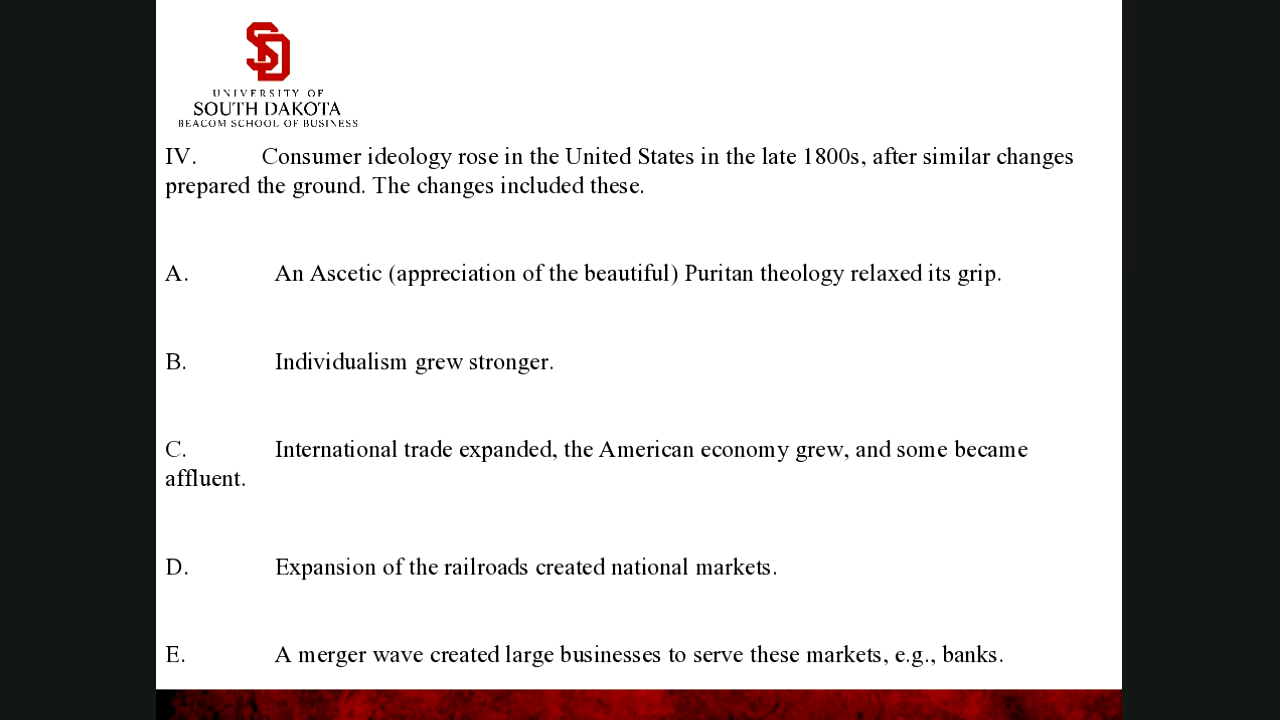 SD
UNIVERSITY OF
SOUTH DAKOTA
BEACOM SCHOOL OF BUSINESS
IV. Consumer ideology rose in the United States in the late 1800s, after similar changes
prepared the ground. The changes included these.
A. An Ascetic (appreciation of the beautiful) Puritan theology relaxed its grip.
B. Individualism grew stronger.
C. International trade expanded, the American economy grew, and some became
affluent.
D. Expansion of the railroads created national markets.
E. A merger wave created large businesses to serve these markets, e.g., banks.